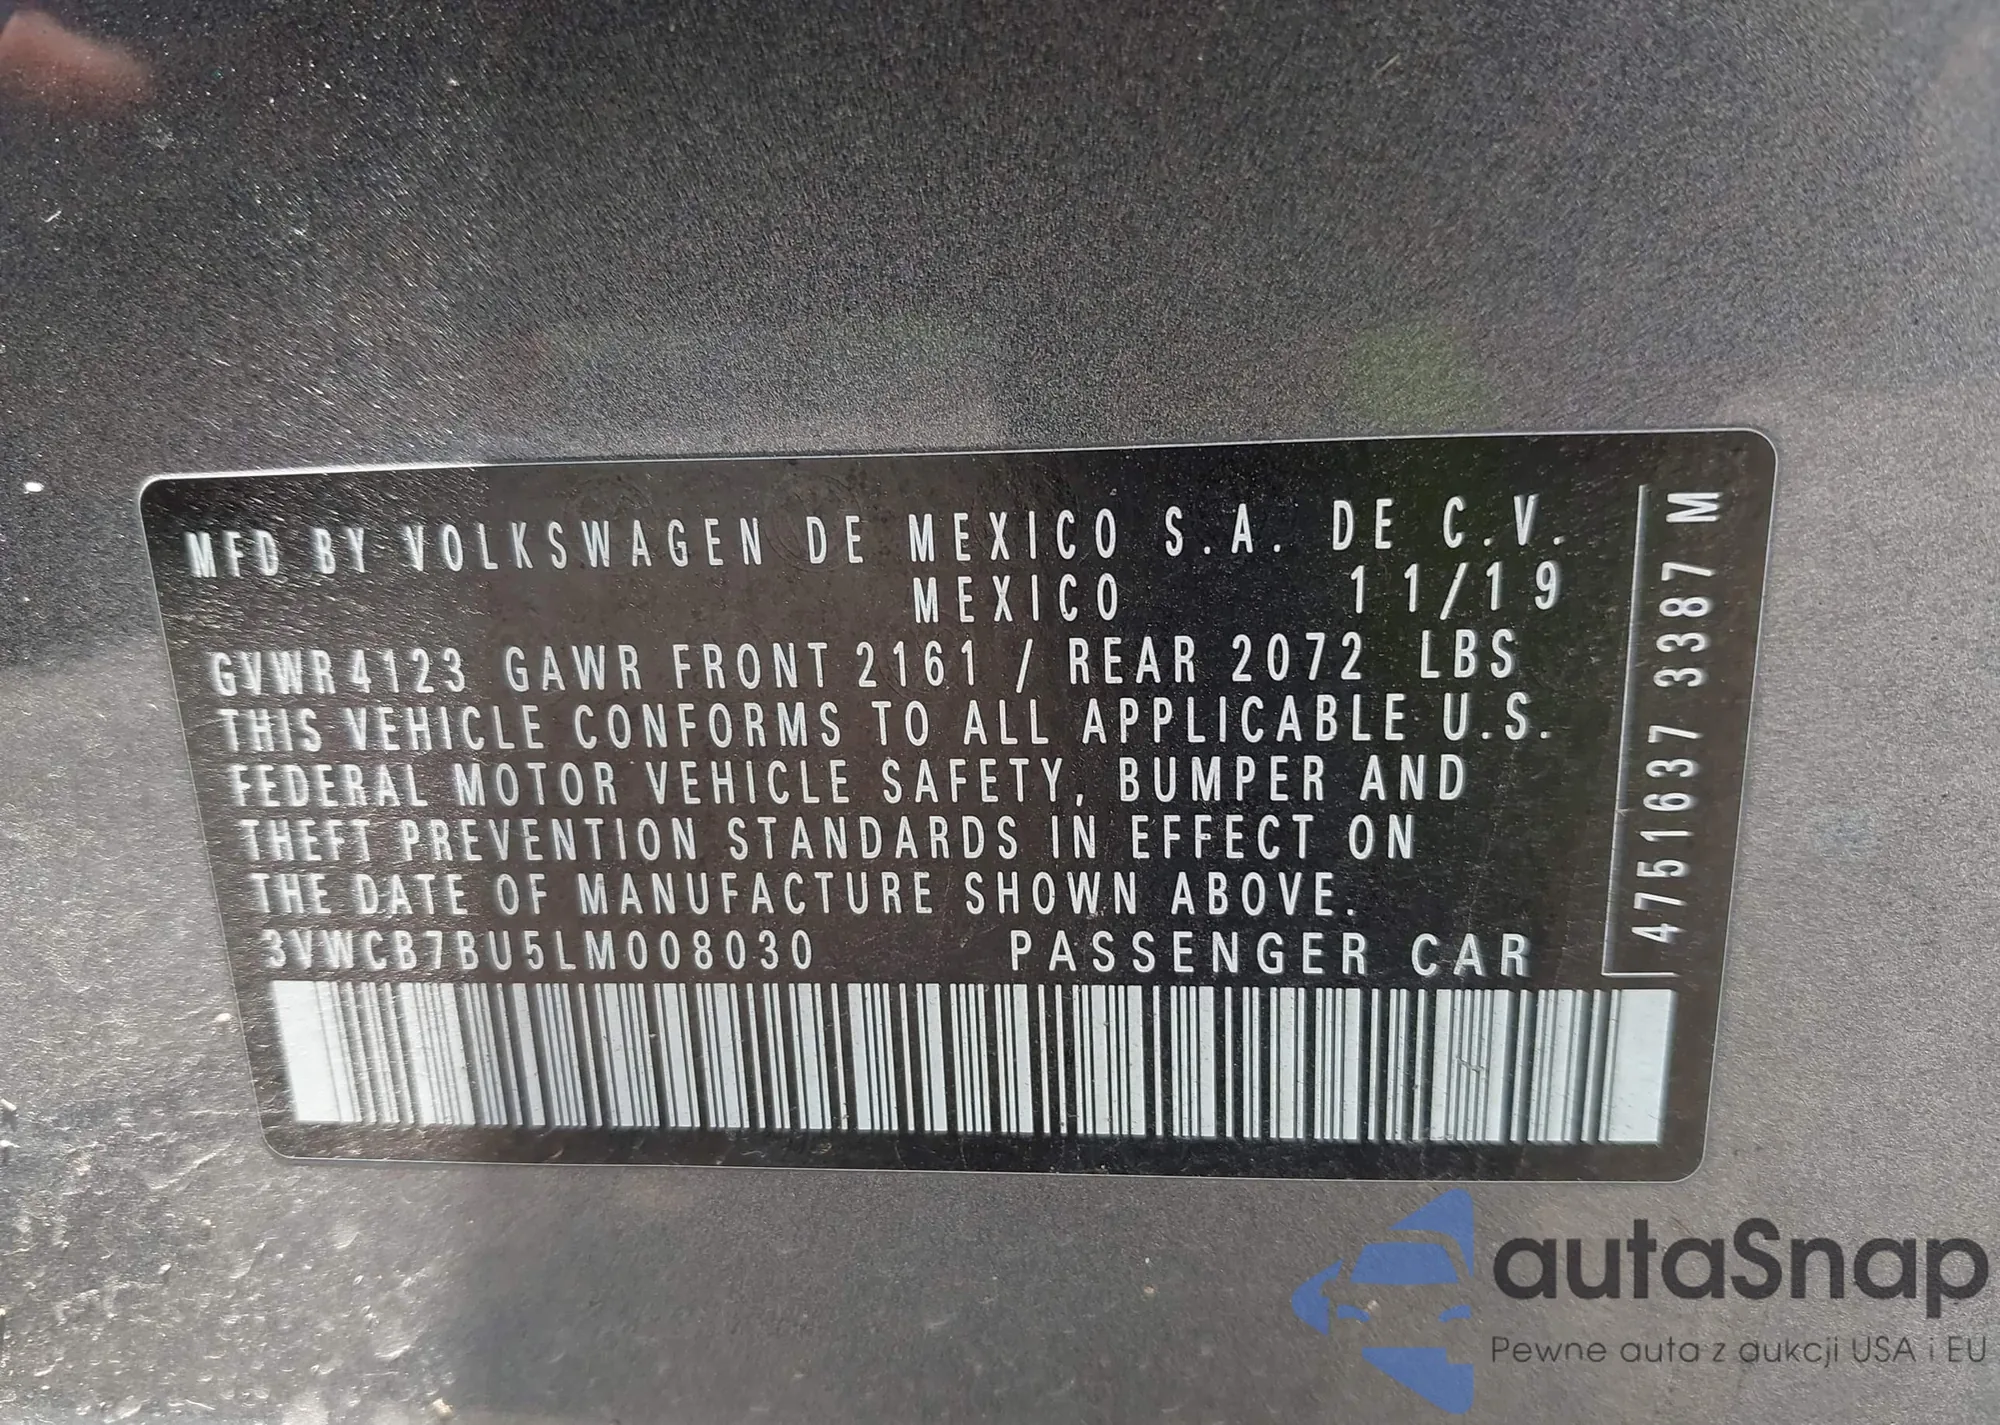 MFD BY VOLKSWAGEN DE MEXICO S.A. DE C.V.
MEXICO 11/19
GVWR 4123 GAWR FRONT 2161 / REAR 2072 LBS
THIS VEHICLE CONFORMS TO ALL APPLICABLE U.S.
FEDERAL MOTOR VEHICLE SAFETY, BUMPER AND
THEFT PREVENTION STANDARDS IN EFFECT ON
THE DATE OF MANUFACTURE SHOWN ABOVE.
3VWCB7BU5LM008030 PASSENGER CAR
4751637 3387 M
autaSnap
Pewne auta z aukcji USA i EU